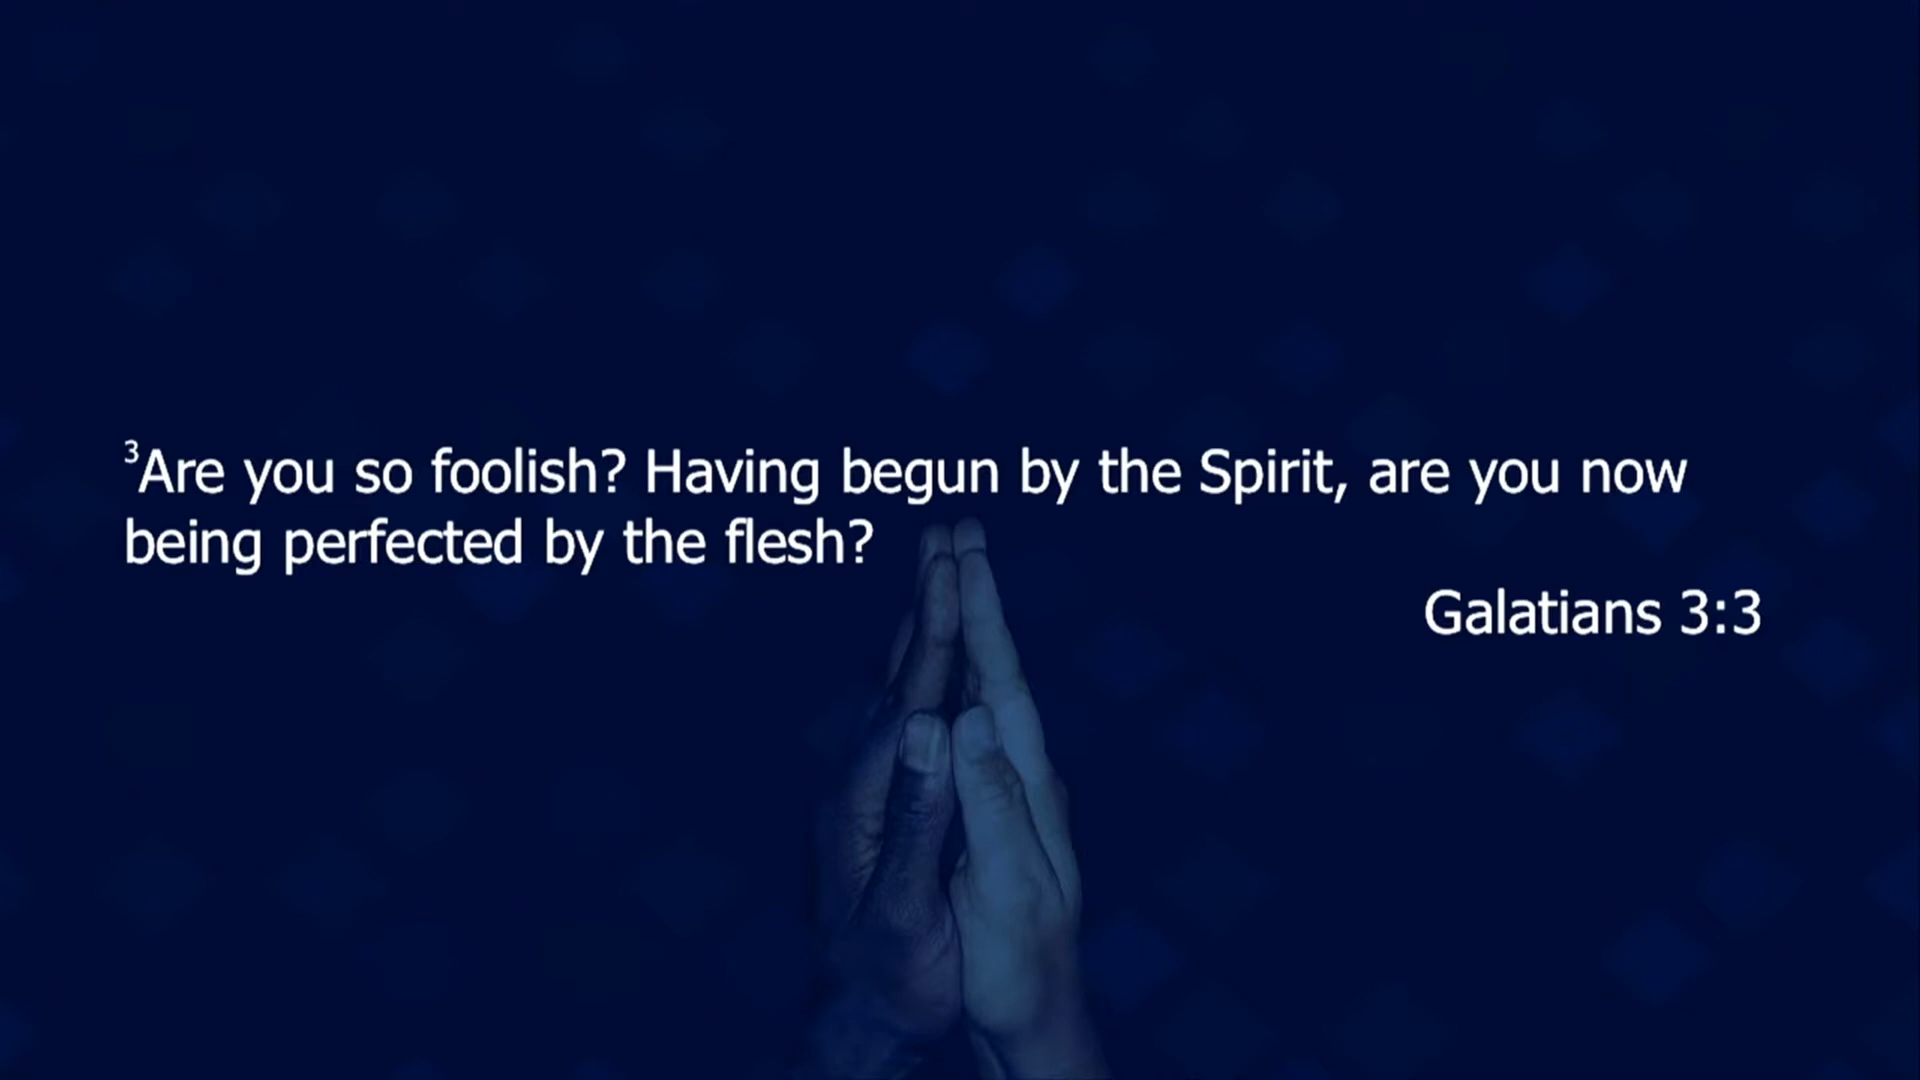 ³Are you so foolish? Having begun by the Spirit, are you now
being perfected by the flesh?
Galatians 3:3